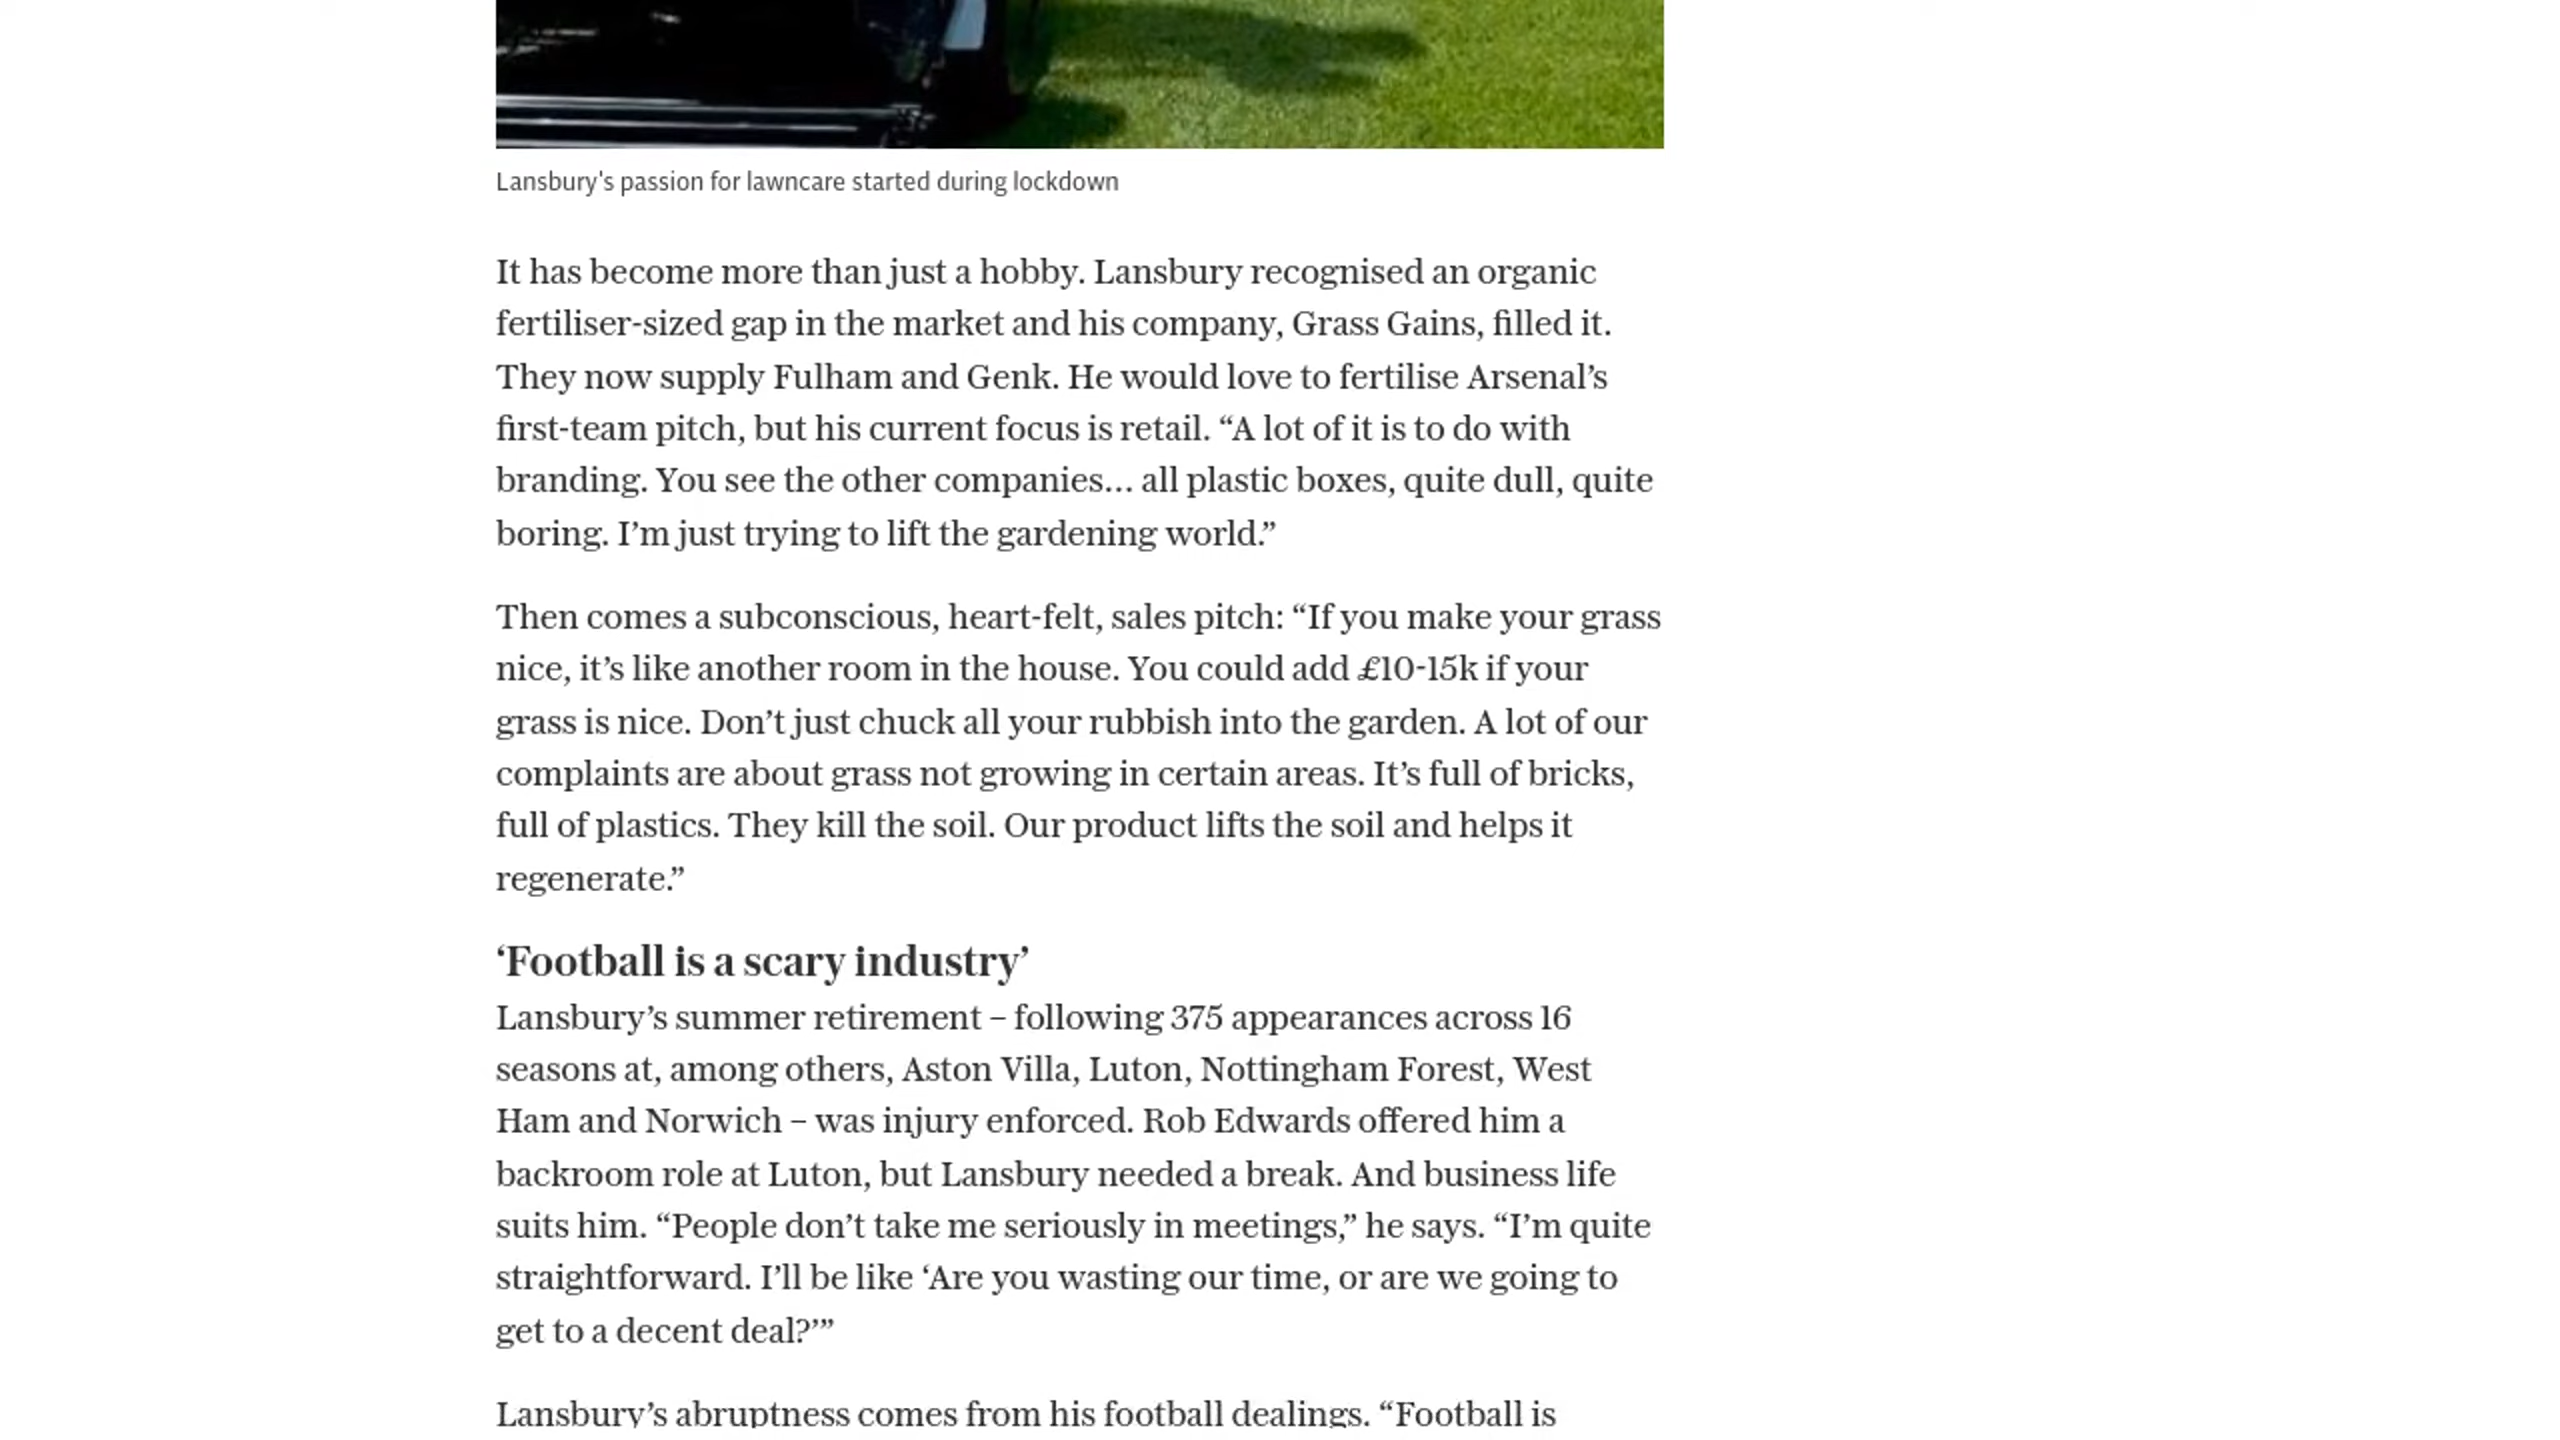 Lansbury's passion for lawncare started during lockdown
It has become more than just a hobby. Lansbury recognised an organic
fertiliser-sized gap in the market and his company, Grass Gains, filled it.
They now supply Fulham and Genk. He would love to fertilise Arsenal’s
first-team pitch, but his current focus is retail. “A lot of it is to do with
branding. You see the other companies… all plastic boxes, quite dull, quite
boring. I’m just trying to lift the gardening world.”
Then comes a subconscious, heart-felt, sales pitch: “If you make your grass
nice, it’s like another room in the house. You could add £10-15k if your
grass is nice. Don’t just chuck all your rubbish into the garden. A lot of our
complaints are about grass not growing in certain areas. It’s full of bricks,
full of plastics. They kill the soil. Our product lifts the soil and helps it
regenerate.”
‘Football is a scary industry’
Lansbury’s summer retirement – following 375 appearances across 16
seasons at, among others, Aston Villa, Luton, Nottingham Forest, West
Ham and Norwich – was injury enforced. Rob Edwards offered him a
backroom role at Luton, but Lansbury needed a break. And business life
suits him. “People don’t take me seriously in meetings,” he says. “I’m quite
straightforward. I’ll be like ‘Are you wasting our time, or are we going to
get to a decent deal?’”
Lansbury’s abruptness comes from his football dealings. “Football is